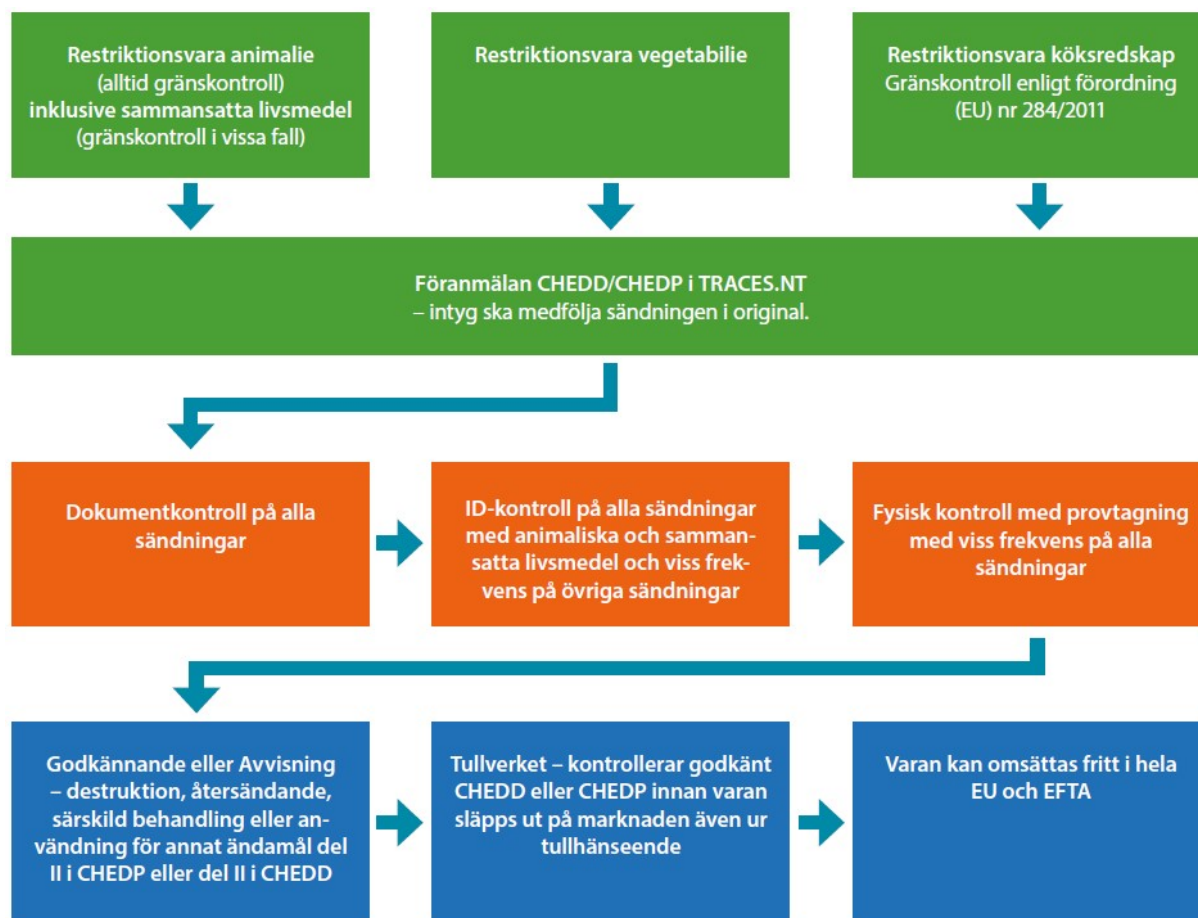 Restriktionsvara animalie
(alltid gränskontroll)
inklusive sammansatta livsmedel
(gränskontroll i vissa fall)
Restriktionsvara vegetabilie
Restriktionsvara köksredskap
Gränskontroll enligt förordning
(EU) nr 284/2011
Föranmälan CHEDD/CHEDP i TRACES.NT
– intyg ska medfölja sändningen i original.
Dokumentkontroll på alla
sändningar
ID-kontroll på alla sändningar
med animaliska och samman-
satta livsmedel och viss frek-
vens på övriga sändningar
Fysisk kontroll med provtagning
med viss frekvens på alla
sändningar
Godkännande eller Avvisning
– destruktion, återsändande,
särskild behandling eller an-
vändning för annat ändamål del
II i CHEDP eller del II i CHEDD
Tullverket – kontrollerar godkänt
CHEDD eller CHEDP innan varan
släpps ut på marknaden även ur
tullhänseende
Varan kan omsättas fritt i hela
EU och EFTA